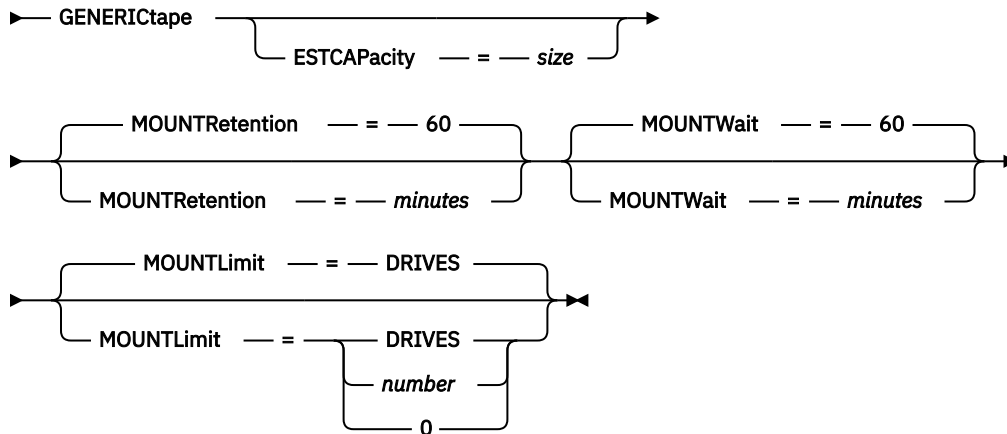 GENERICtape
ESTCAPacity = size
MOUNTRetention = 60 MOUNTWait = 60
MOUNTRetention = minutes MOUNTWait = minutes
MOUNTLimit = DRIVES
MOUNTLimit = DRIVES
number
0